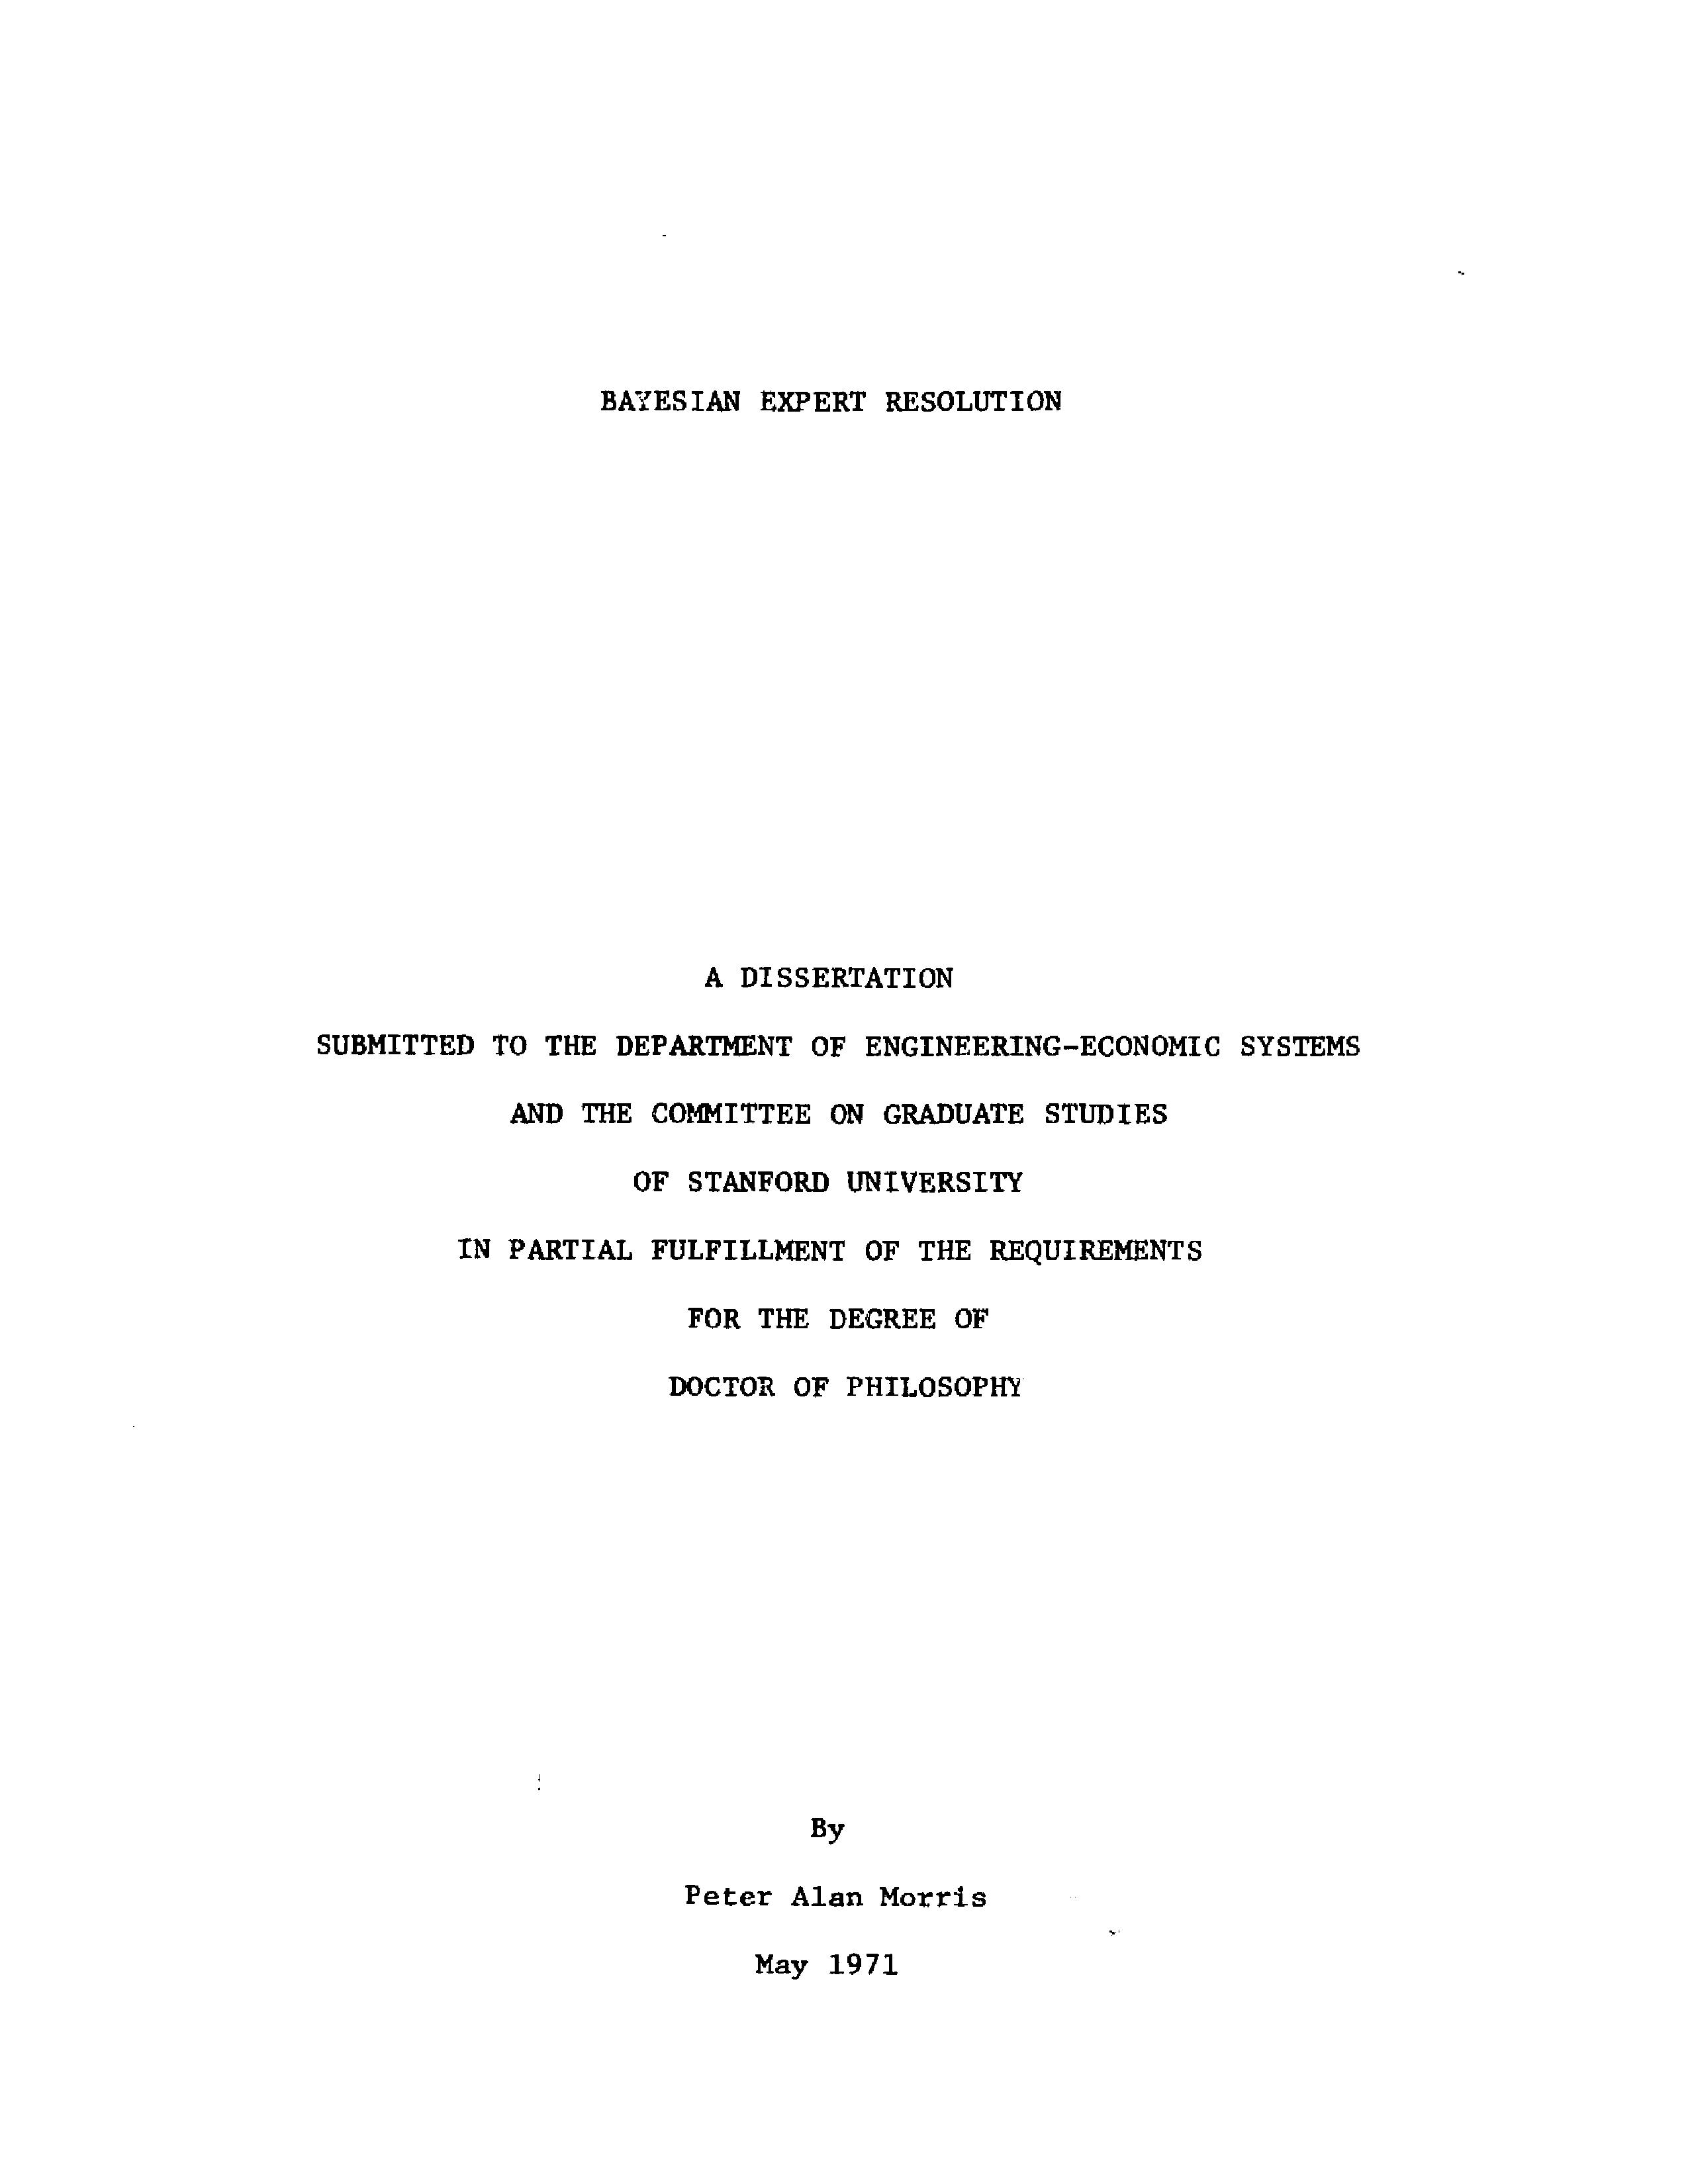 BAYESIAN EXPERT RESOLUTION
A DISSERTATION
SUBMITTED TO THE DEPARTMENT OF ENGINEERING-ECONOMIC SYSTEMS
AND THE COMMITTEE ON GRADUATE STUDIES
OF STANFORD UNIVERSITY
IN PARTIAL FULFILLMENT OF THE REQUIREMENTS
FOR THE DEGREE OF
DOCTOR OF PHILOSOPHY
By
Peter Alan Morris
May 1971